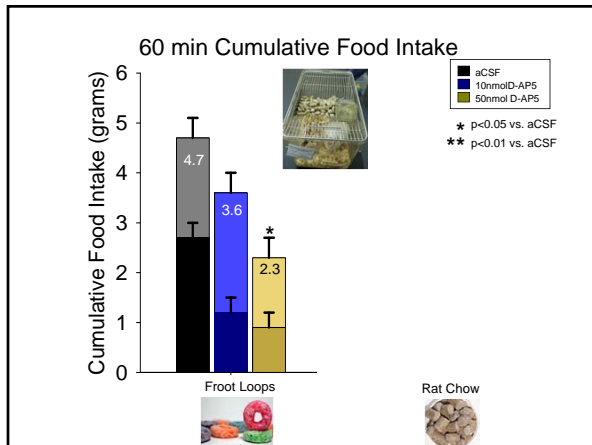 60 min Cumulative Food Intake
aCSF
10nmolD-AP5
50nmol D-AP5
* p<0.05 vs. aCSF
** p<0.01 vs. aCSF
Cumulative Food Intake (grams)
6
5
4
3
2
1
0
4.7
3.6
*
2.3
Froot Loops
Rat Chow